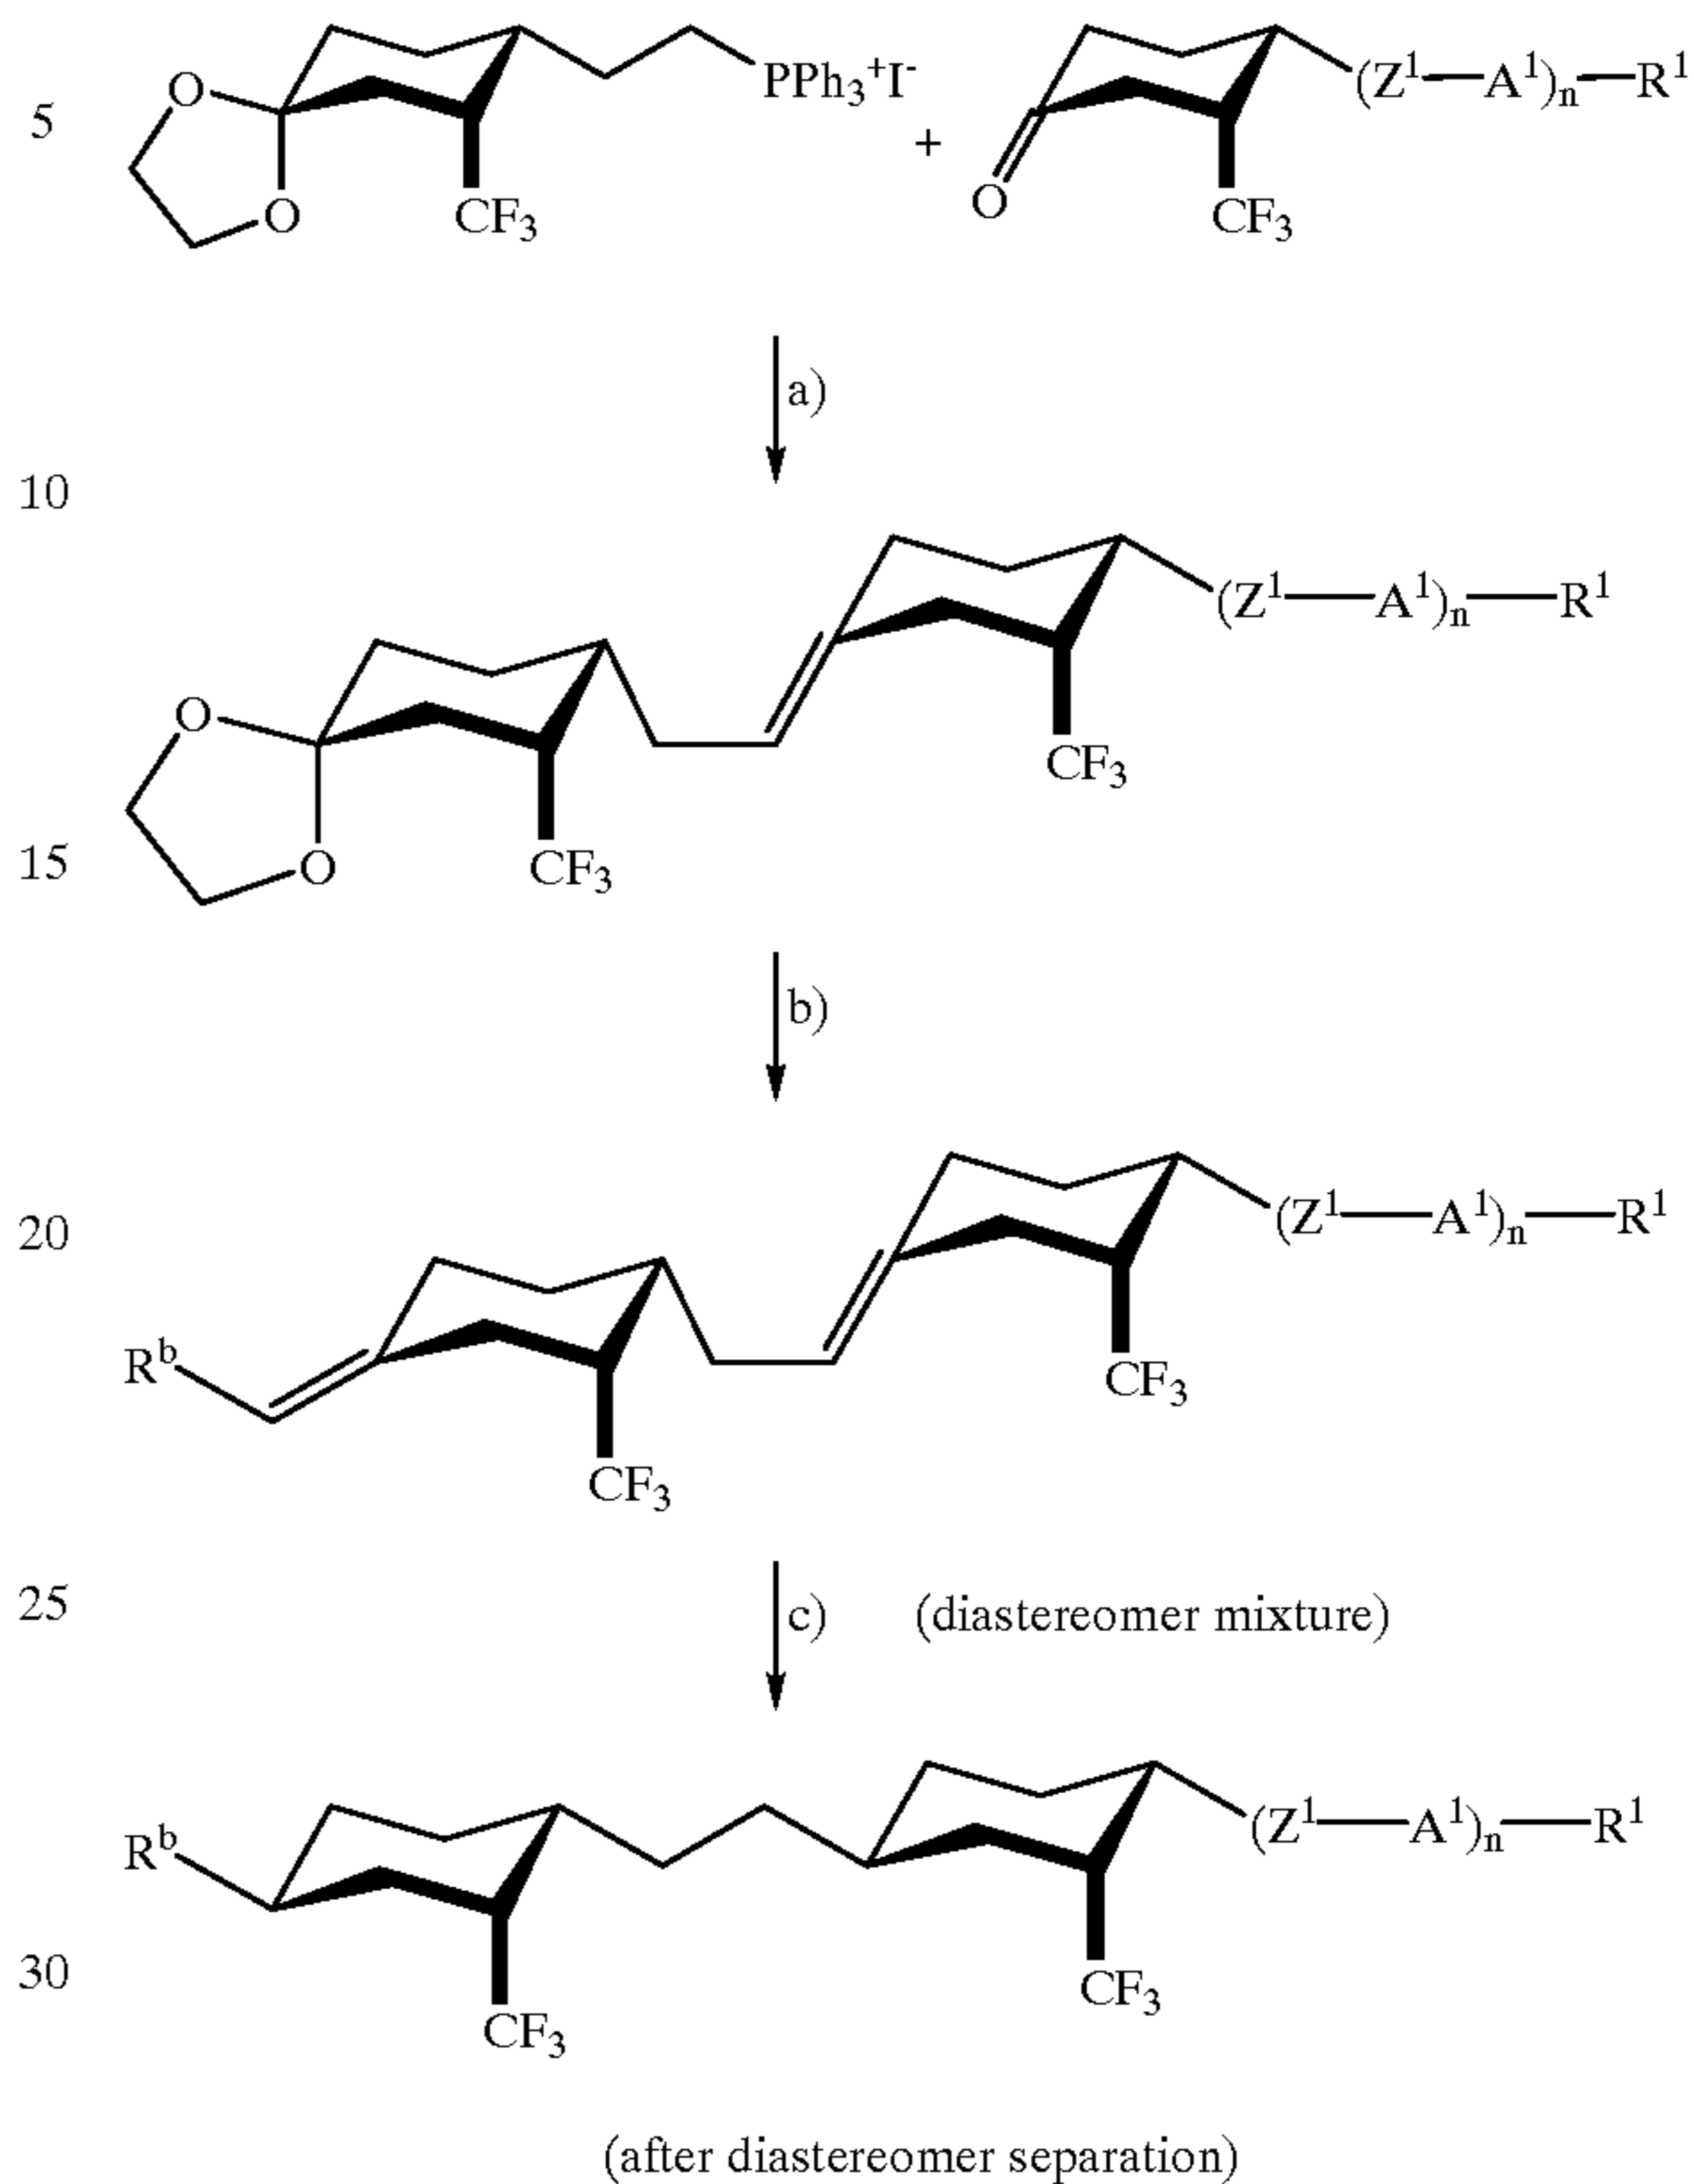 5 O O CF₃ PPh₃⁺I⁻ + O CF₃ (Z¹—A¹)ₙ—R¹
a)
10
(Z¹—A¹)ₙ—R¹
O
CF₃
15 O CF₃
b)
20 (Z¹—A¹)ₙ—R¹
Rᵇ CF₃
CF₃
25 c) (diastereomer mixture)
Rᵇ (Z¹—A¹)ₙ—R¹
30 CF₃
CF₃
(after diastereomer separation)